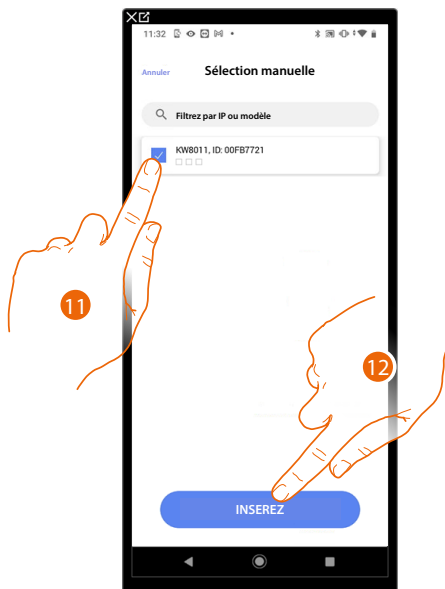 11:32
Annuler
Sélection manuelle
Filtrez par IP ou modèle
KW8011, ID: 00FB7721
11
12
INSEREZ